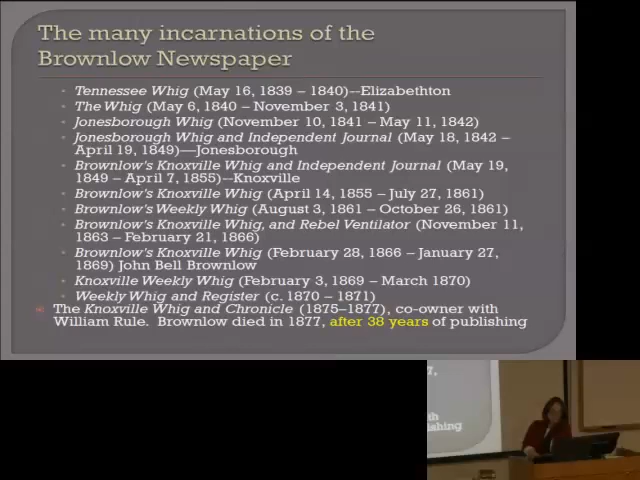 The many incarnations of the
Brownlow Newspaper
Tennessee Whig (May 16, 1839 – 1840)--Elizabethton
The Whig (May 6, 1840 – November 3, 1841)
Jonesborough Whig (November 10, 1841 – May 11, 1842)
Jonesborough Whig and Independent Journal (May 18, 1842 –
April 19, 1849)—Jonesborough
Brownlow's Knoxville Whig and Independent Journal (May 19,
1849 – April 7, 1855)--Knoxville
Brownlow's Knoxville Whig (April 14, 1855 – July 27, 1861)
Brownlow's Weekly Whig (August 3, 1861 – October 26, 1861)
Brownlow's Knoxville Whig, and Rebel Ventilator (November 11,
1863 – February 21, 1866)
Brownlow's Knoxville Whig (February 28, 1866 – January 27,
1869) John Bell Brownlow
Knoxville Weekly Whig (February 3, 1869 – March 1870)
Weekly Whig and Register (c. 1870 – 1871)
The Knoxville Whig and Chronicle (1875–1877), co-owner with
William Rule. Brownlow died in 1877, after 38 years of publishing
7,
th
ishing